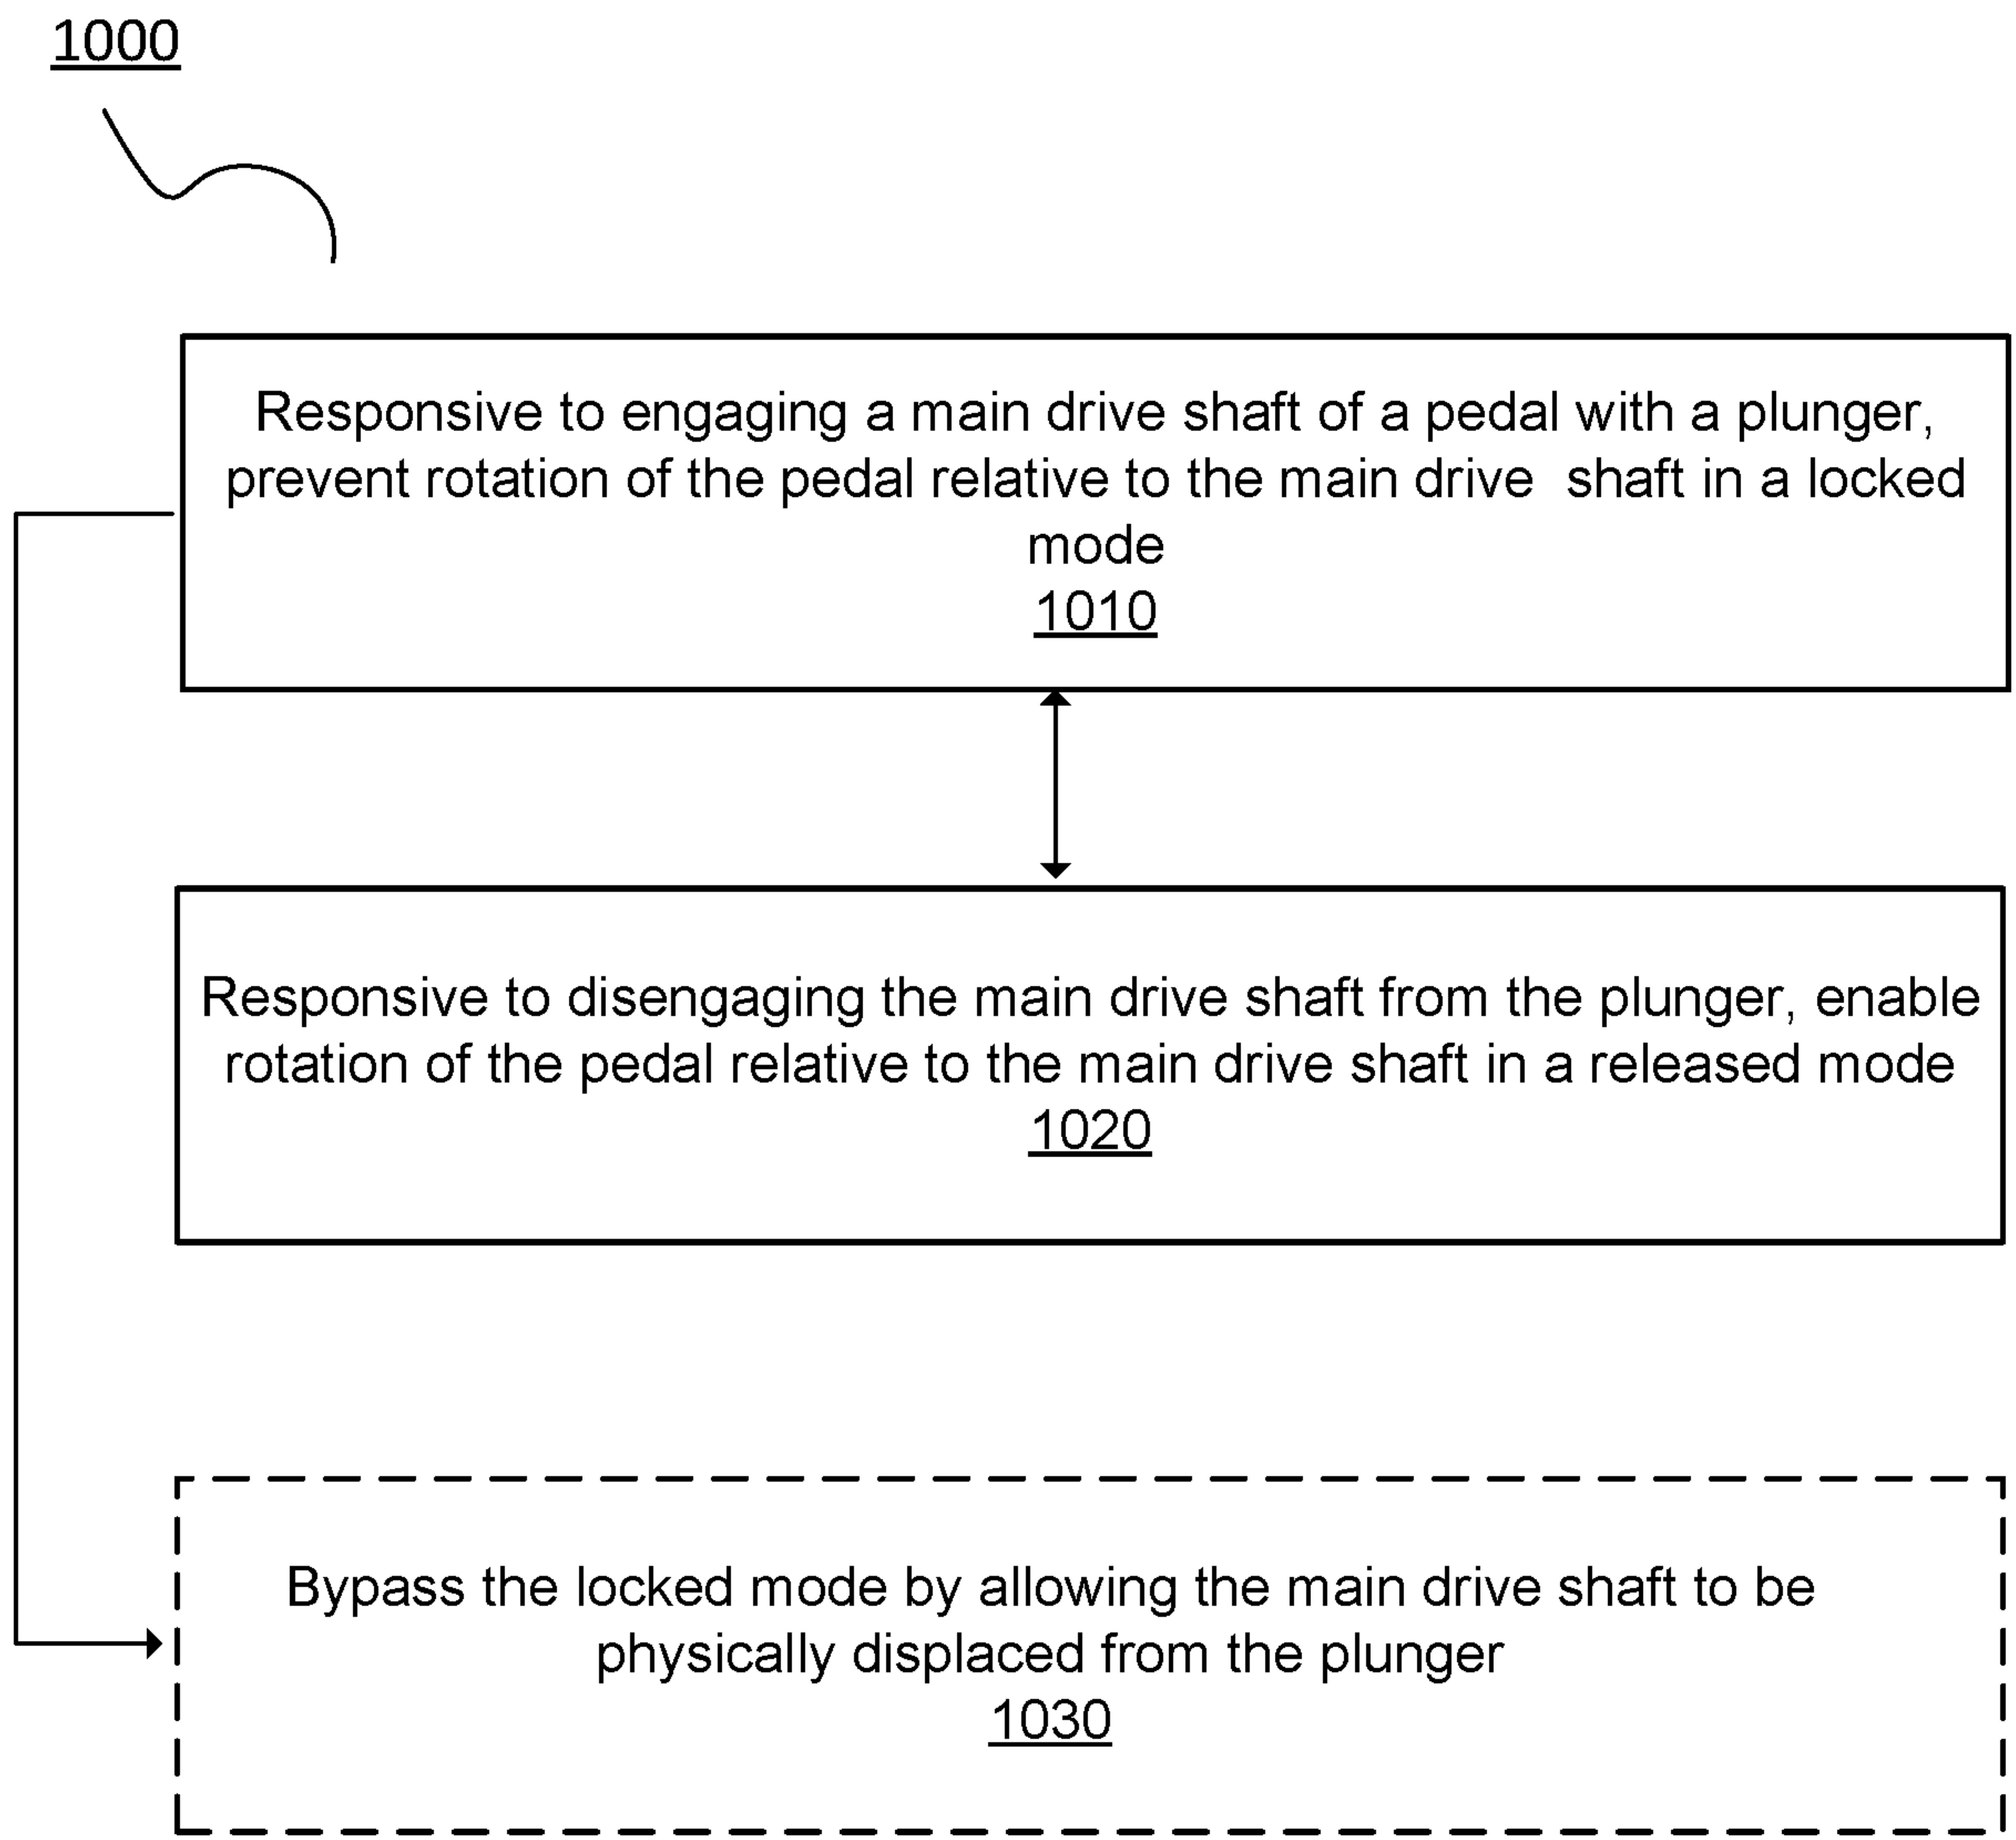 1000
Responsive to engaging a main drive shaft of a pedal with a plunger,
prevent rotation of the pedal relative to the main drive shaft in a locked
mode
1010
Responsive to disengaging the main drive shaft from the plunger, enable
rotation of the pedal relative to the main drive shaft in a released mode
1020
Bypass the locked mode by allowing the main drive shaft to be
physically displaced from the plunger
1030